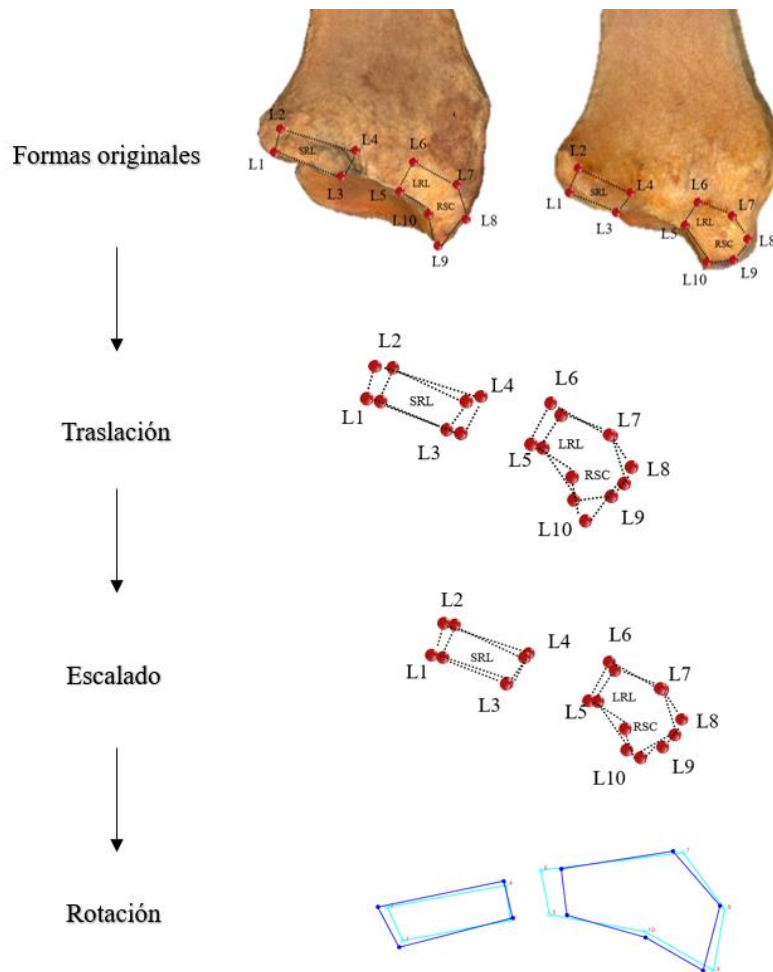 Formas originales
L2
L4
L1
SRL
L3
L6
L7
L5
LRL
L10
RSC
L8
L9
L2
L4
L1
SRL
L3
L6
L7
L5
LRL
RSC
L8
L10
L9
Traslación
L2
L4
L1
SRL
L3
L6
L7
L5
LRL
RSC
L8
L9
L10
Escalado
L2
L4
L1
SRL
L3
L6
L7
L5
LRL
RSC
L8
L10
L9
Rotación